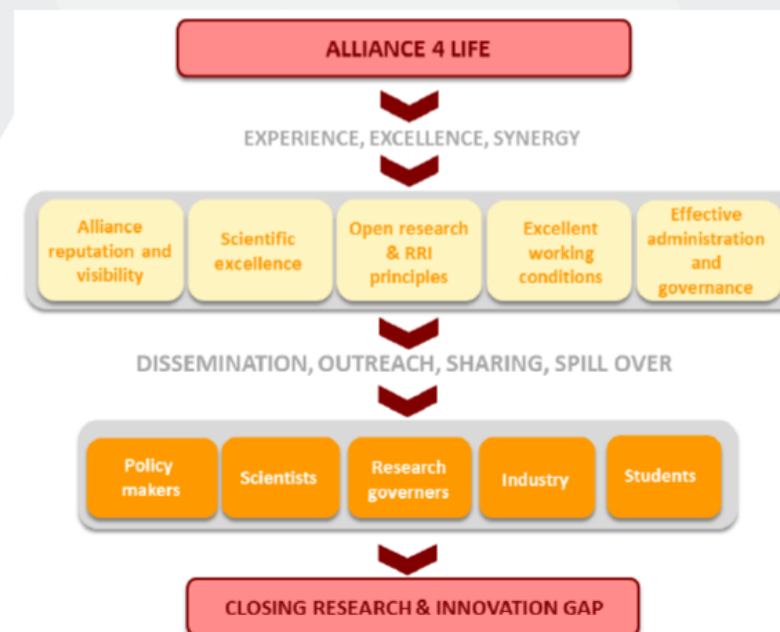 ALLIANCE 4 LIFE
EXPERIENCE, EXCELLENCE, SYNERGY
Alliance
reputation and
visibility
Scientific
excellence
Open research
& RRI
principles
Excellent
working
conditions
Effective
administration
and
governance
DISSEMINATION, OUTREACH, SHARING, SPILL OVER
Policy
makers
Scientists
Research
governers
Industry
Students
CLOSING RESEARCH & INNOVATION GAP